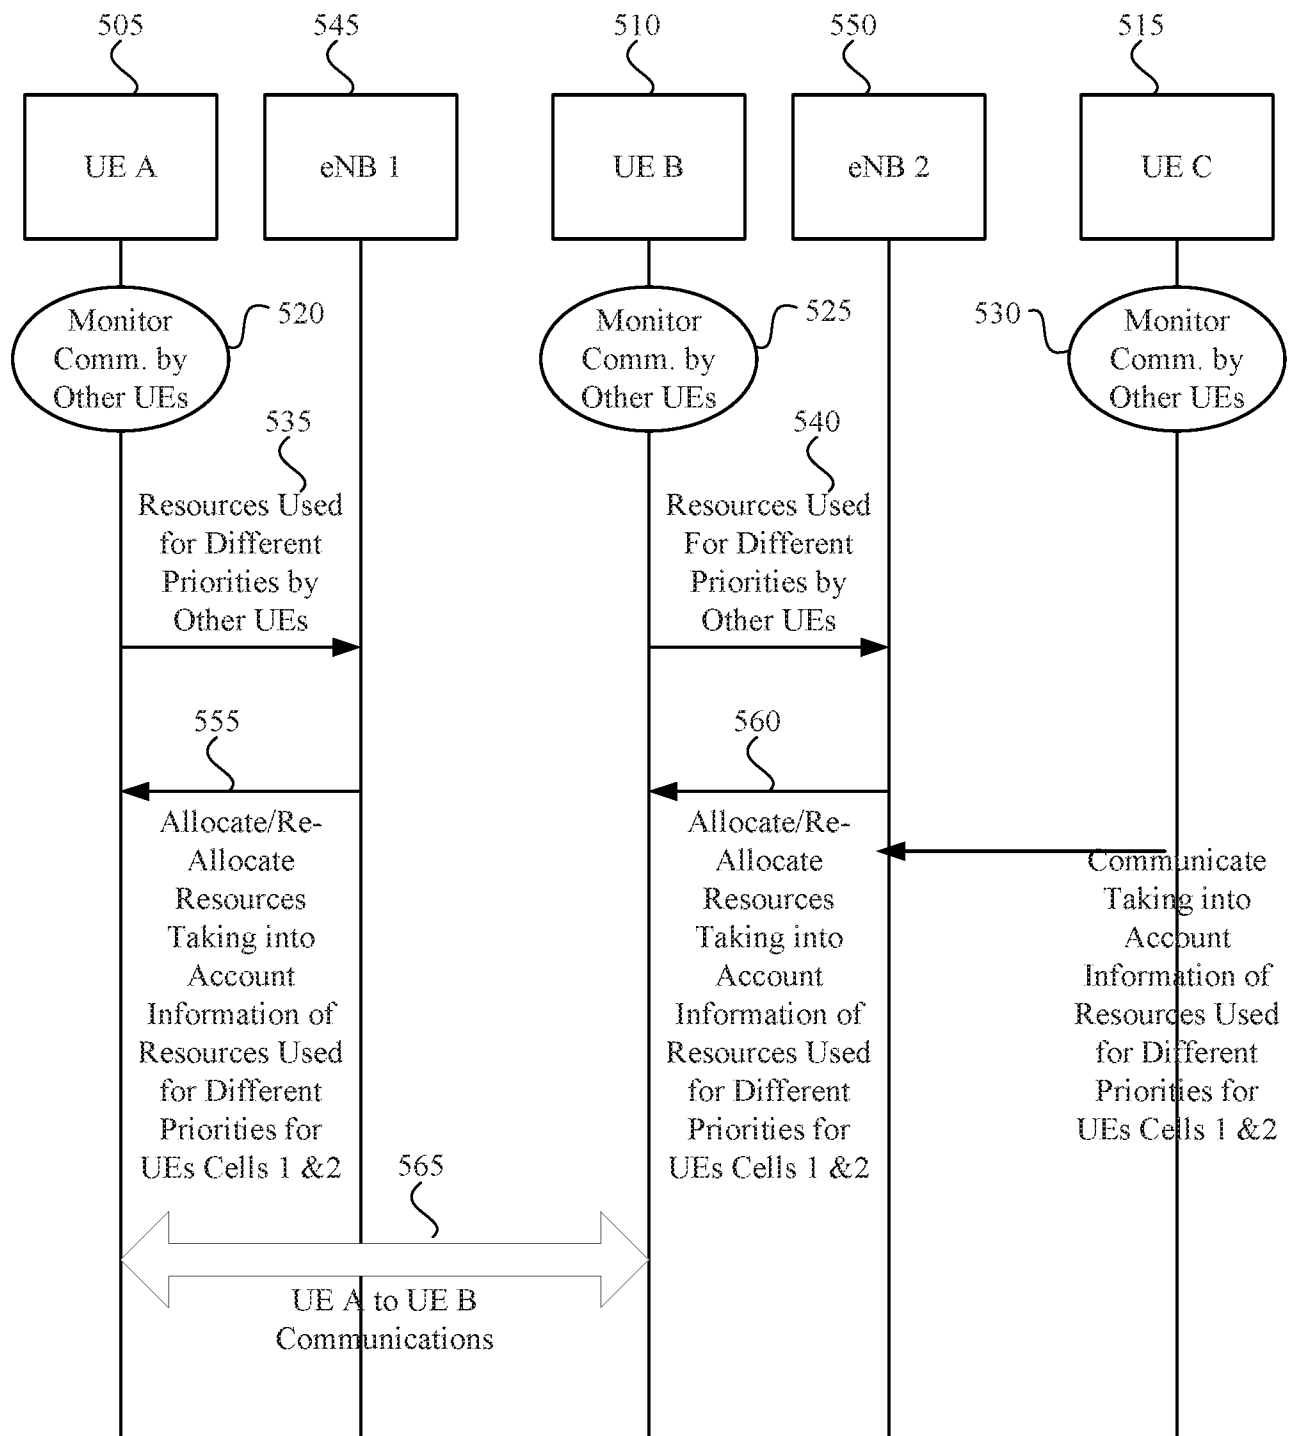 505
545
510
550
515
UE A
eNB 1
UE B
eNB 2
UE C
Monitor
Comm. by
Other UEs
520
Monitor
Comm. by
Other UEs
525
530
Monitor
Comm. by
Other UEs
535
Resources Used
for Different
Priorities by
Other UEs
540
Resources Used
For Different
Priorities by
Other UEs
555
Allocate/Re-
Allocate
Resources
Taking into
Account
Information of
Resources Used
for Different
Priorities for
UEs Cells 1 &2
560
Allocate/Re-
Allocate
Resources
Taking into
Account
Information of
Resources Used
for Different
Priorities for
UEs Cells 1 &2
Communicate
Taking into
Account
Information of
Resources Used
for Different
Priorities for
UEs Cells 1 &2
565
UE A to UE B
Communications